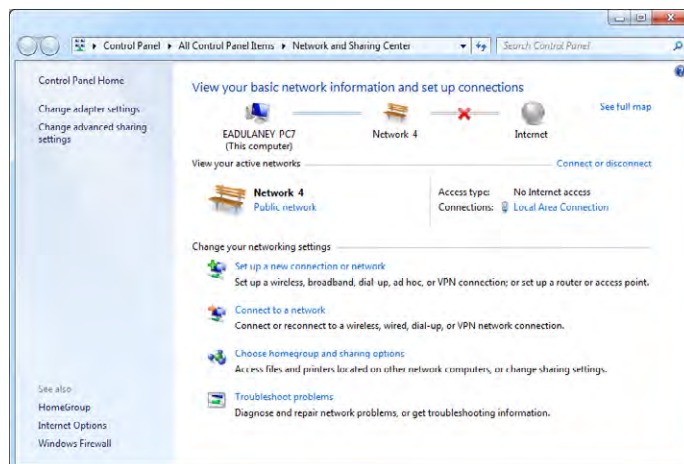 Control Panel ▸ All Control Panel Items ▸ Network and Sharing Center
Search Control Panel
Control Panel Home
Change adapter settings
Change advanced sharing
settings
See also
HomeGroup
Internet Options
Windows Firewall
View your basic network information and set up connections
See full map
EADULANEY PC7
(This computer)
Network 4
Internet
View your active networks
Connect or disconnect
Network 4
Public network
Access type: No Internet access
Connections: Local Area Connection
Change your networking settings
Set up a new connection or network
Set up a wireless, broadband, dial-up, ad hoc, or VPN connection; or set up a router or access point.
Connect to a network
Connect or reconnect to a wireless, wired, dial-up, or VPN network connection.
Choose homegroup and sharing options
Access files and printers located on other network computers, or change sharing settings.
Troubleshoot problems
Diagnose and repair network problems, or get troubleshooting information.